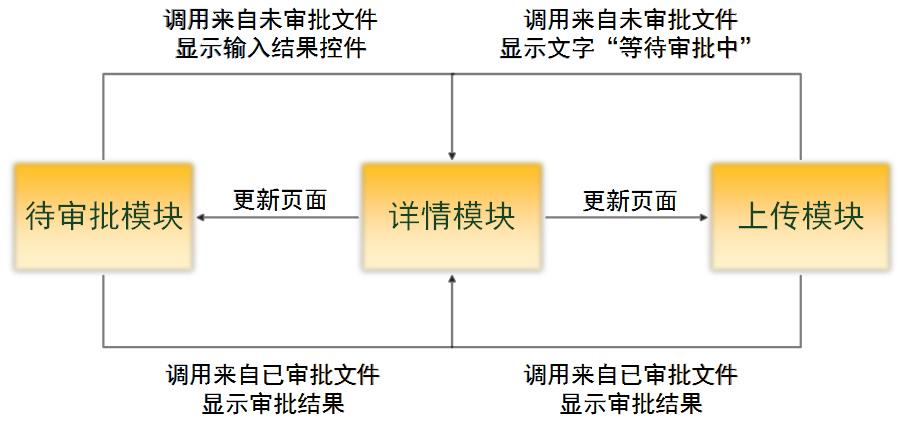 调用来自未审批文件
显示输入结果控件
调用来自未审批文件
显示文字“等待审批中”
待审批模块
更新页面
详情模块
更新页面
上传模块
调用来自已审批文件
显示审批结果
调用来自已审批文件
显示审批结果